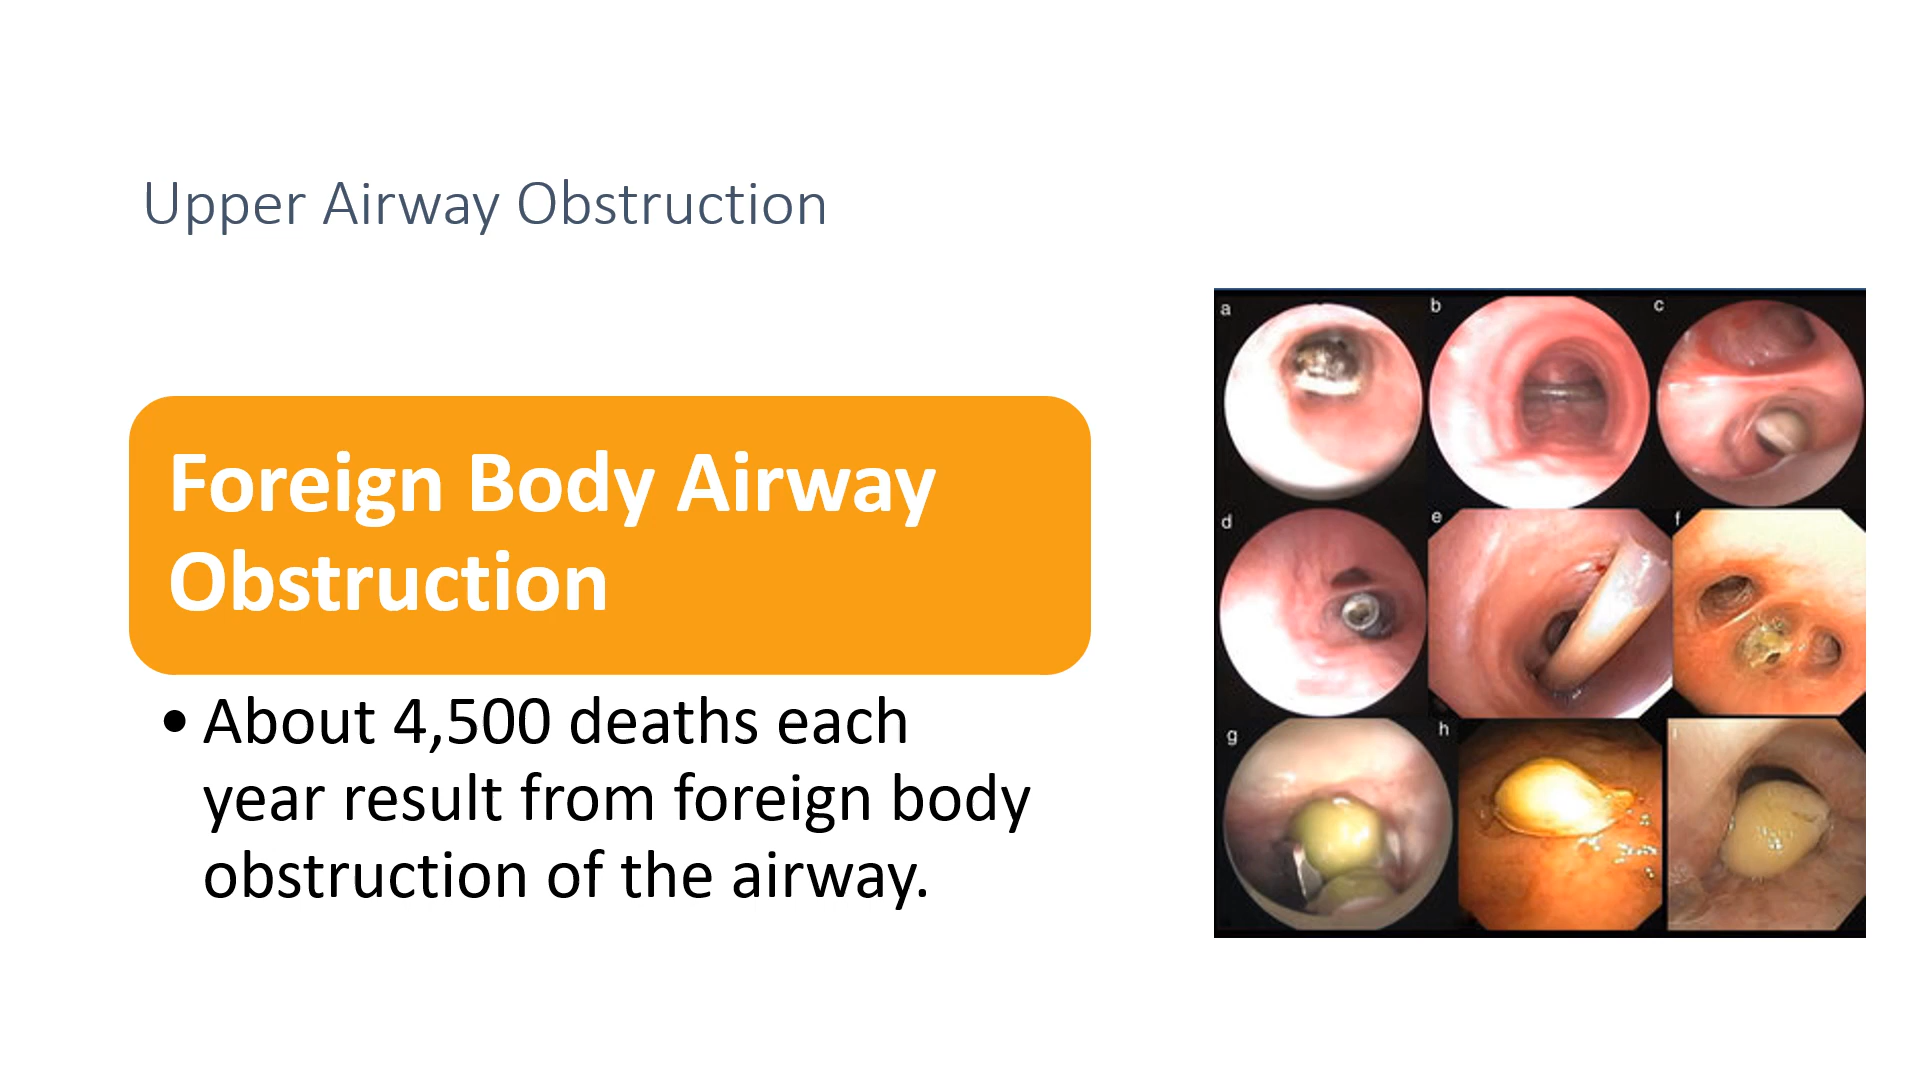 Upper Airway Obstruction
Foreign Body Airway
Obstruction
• About 4,500 deaths each
year result from foreign body
obstruction of the airway.
a
b
c
d
e
f
g
h
i